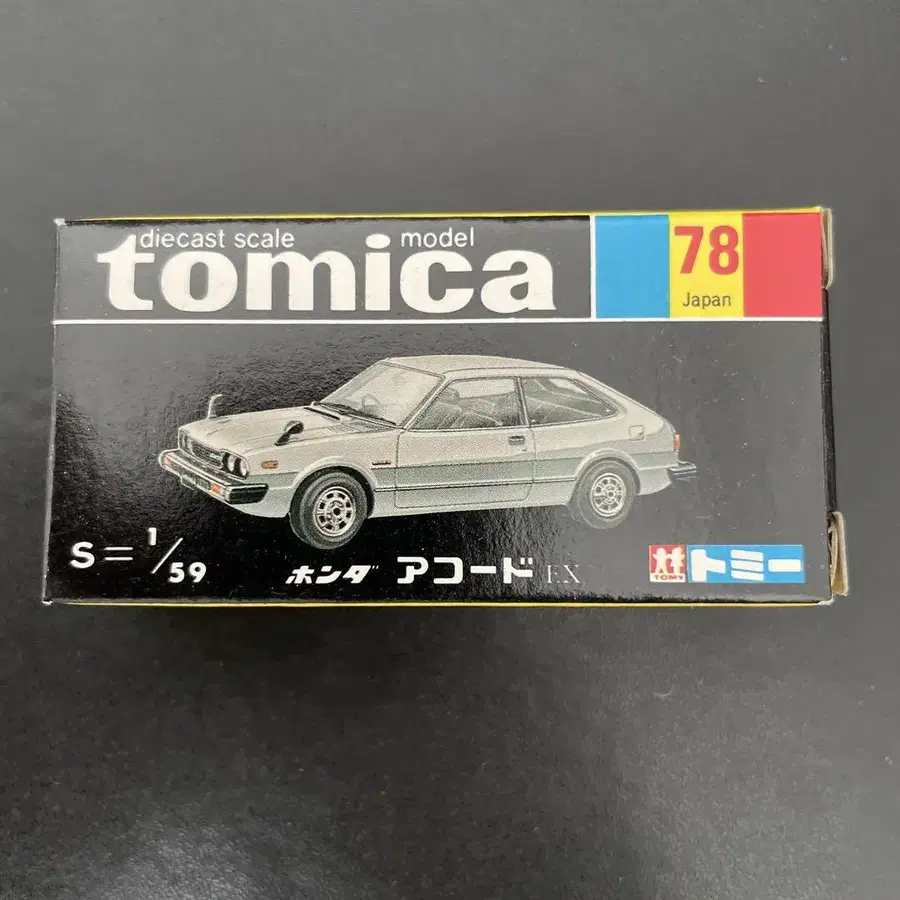 diecast scale model
tomica
78
Japan
S = 1/59
ホンダ アコード EX
TOMY トミー